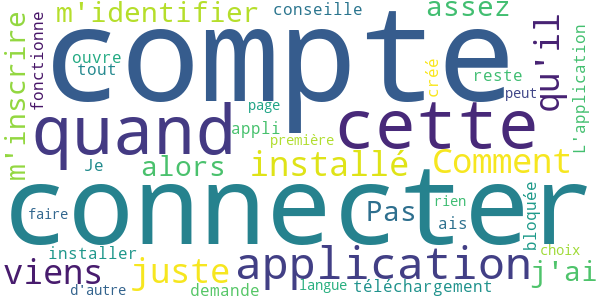 m'identifier
conseille
assez
m'inscrire
fonctionne
ouvre
tout
compte
créé
reste
peut
qu'il
L'application
page
quand
appli
première
cette
Je
alors
installé
Comment
connecter
faire
Pas
ais
rien
bloquée
installer
viens
juste
application
choix
j'ai
d'autre
demande
langue
téléchargement